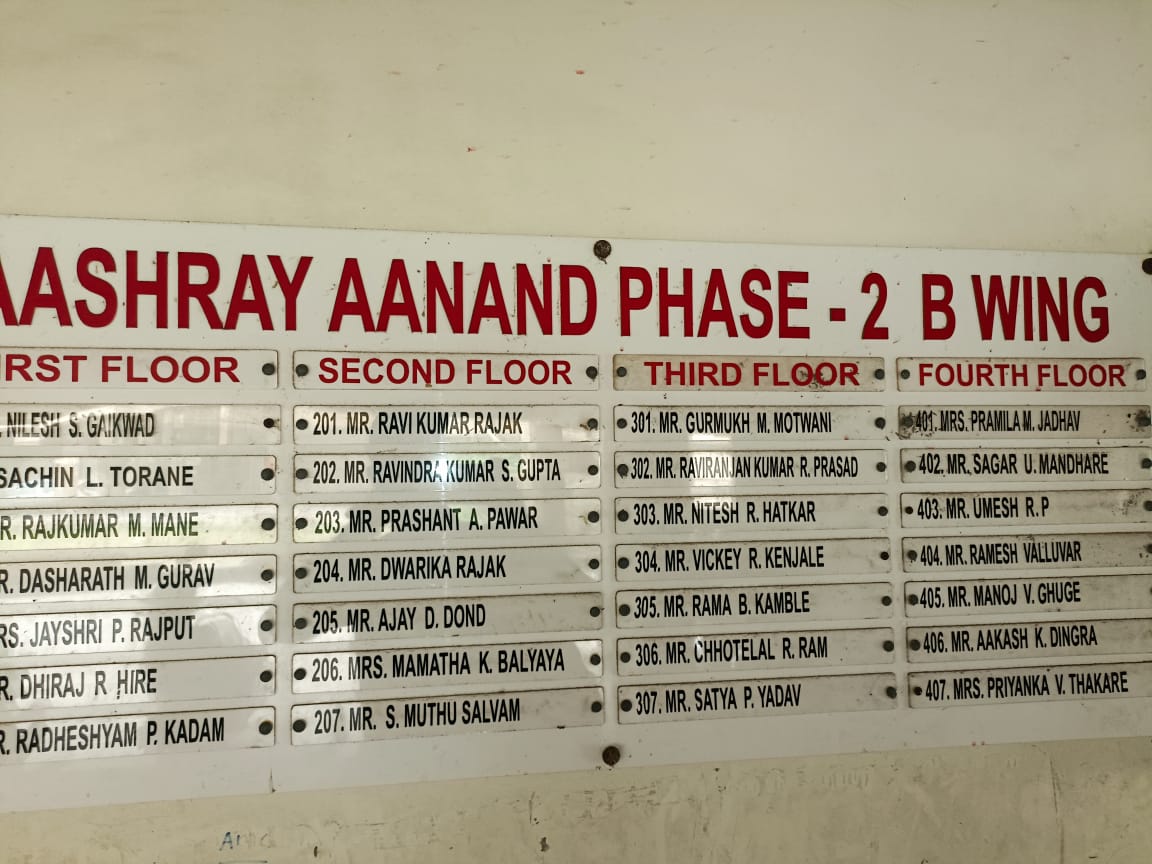 AASHRAY AANAND PHASE - 2 B WING
FIRST FLOOR
NILESH S. GAIKWAD
SACHIN L. TORANE
R. RAJKUMAR M. MANE
R. DASHARATH M. GURAV
RS. JAYSHRI P. RAJPUT
R. DHIRAJ R HIRE
R. RADHESHYAM P. KADAM
SECOND FLOOR
201. MR. RAVI KUMAR RAJAK
202. MR. RAVINDRA KUMAR S. GUPTA
203. MR. PRASHANT A. PAWAR
204. MR. DWARIKA RAJAK
205. MR. AJAY D. DOND
206. MRS. MAMATHA K. BALYAYA
207. MR. S. MUTHU SALVAM
THIRD FLOOR
301. MR. GURMUKH M. MOTWANI
302. MR. RAVIRANJAN KUMAR R. PRASAD
303. MR. NITESH R. HATKAR
304. MR. VICKEY R. KENJALE
305. MR. RAMA B. KAMBLE
306. MR. CHHOTELAL R. RAM
307. MR. SATYA P. YADAV
FOURTH FLOOR
401. MRS. PRAMILA M. JADHAV
402. MR. SAGAR U. MANDHARE
403. MR. UMESH R.P
404. MR. RAMESH VALLUVAR
405. MR. MANOJ V. GHUGE
406. MR. AAKASH K. DINGRA
407. MRS. PRIYANKA V. THAKARE